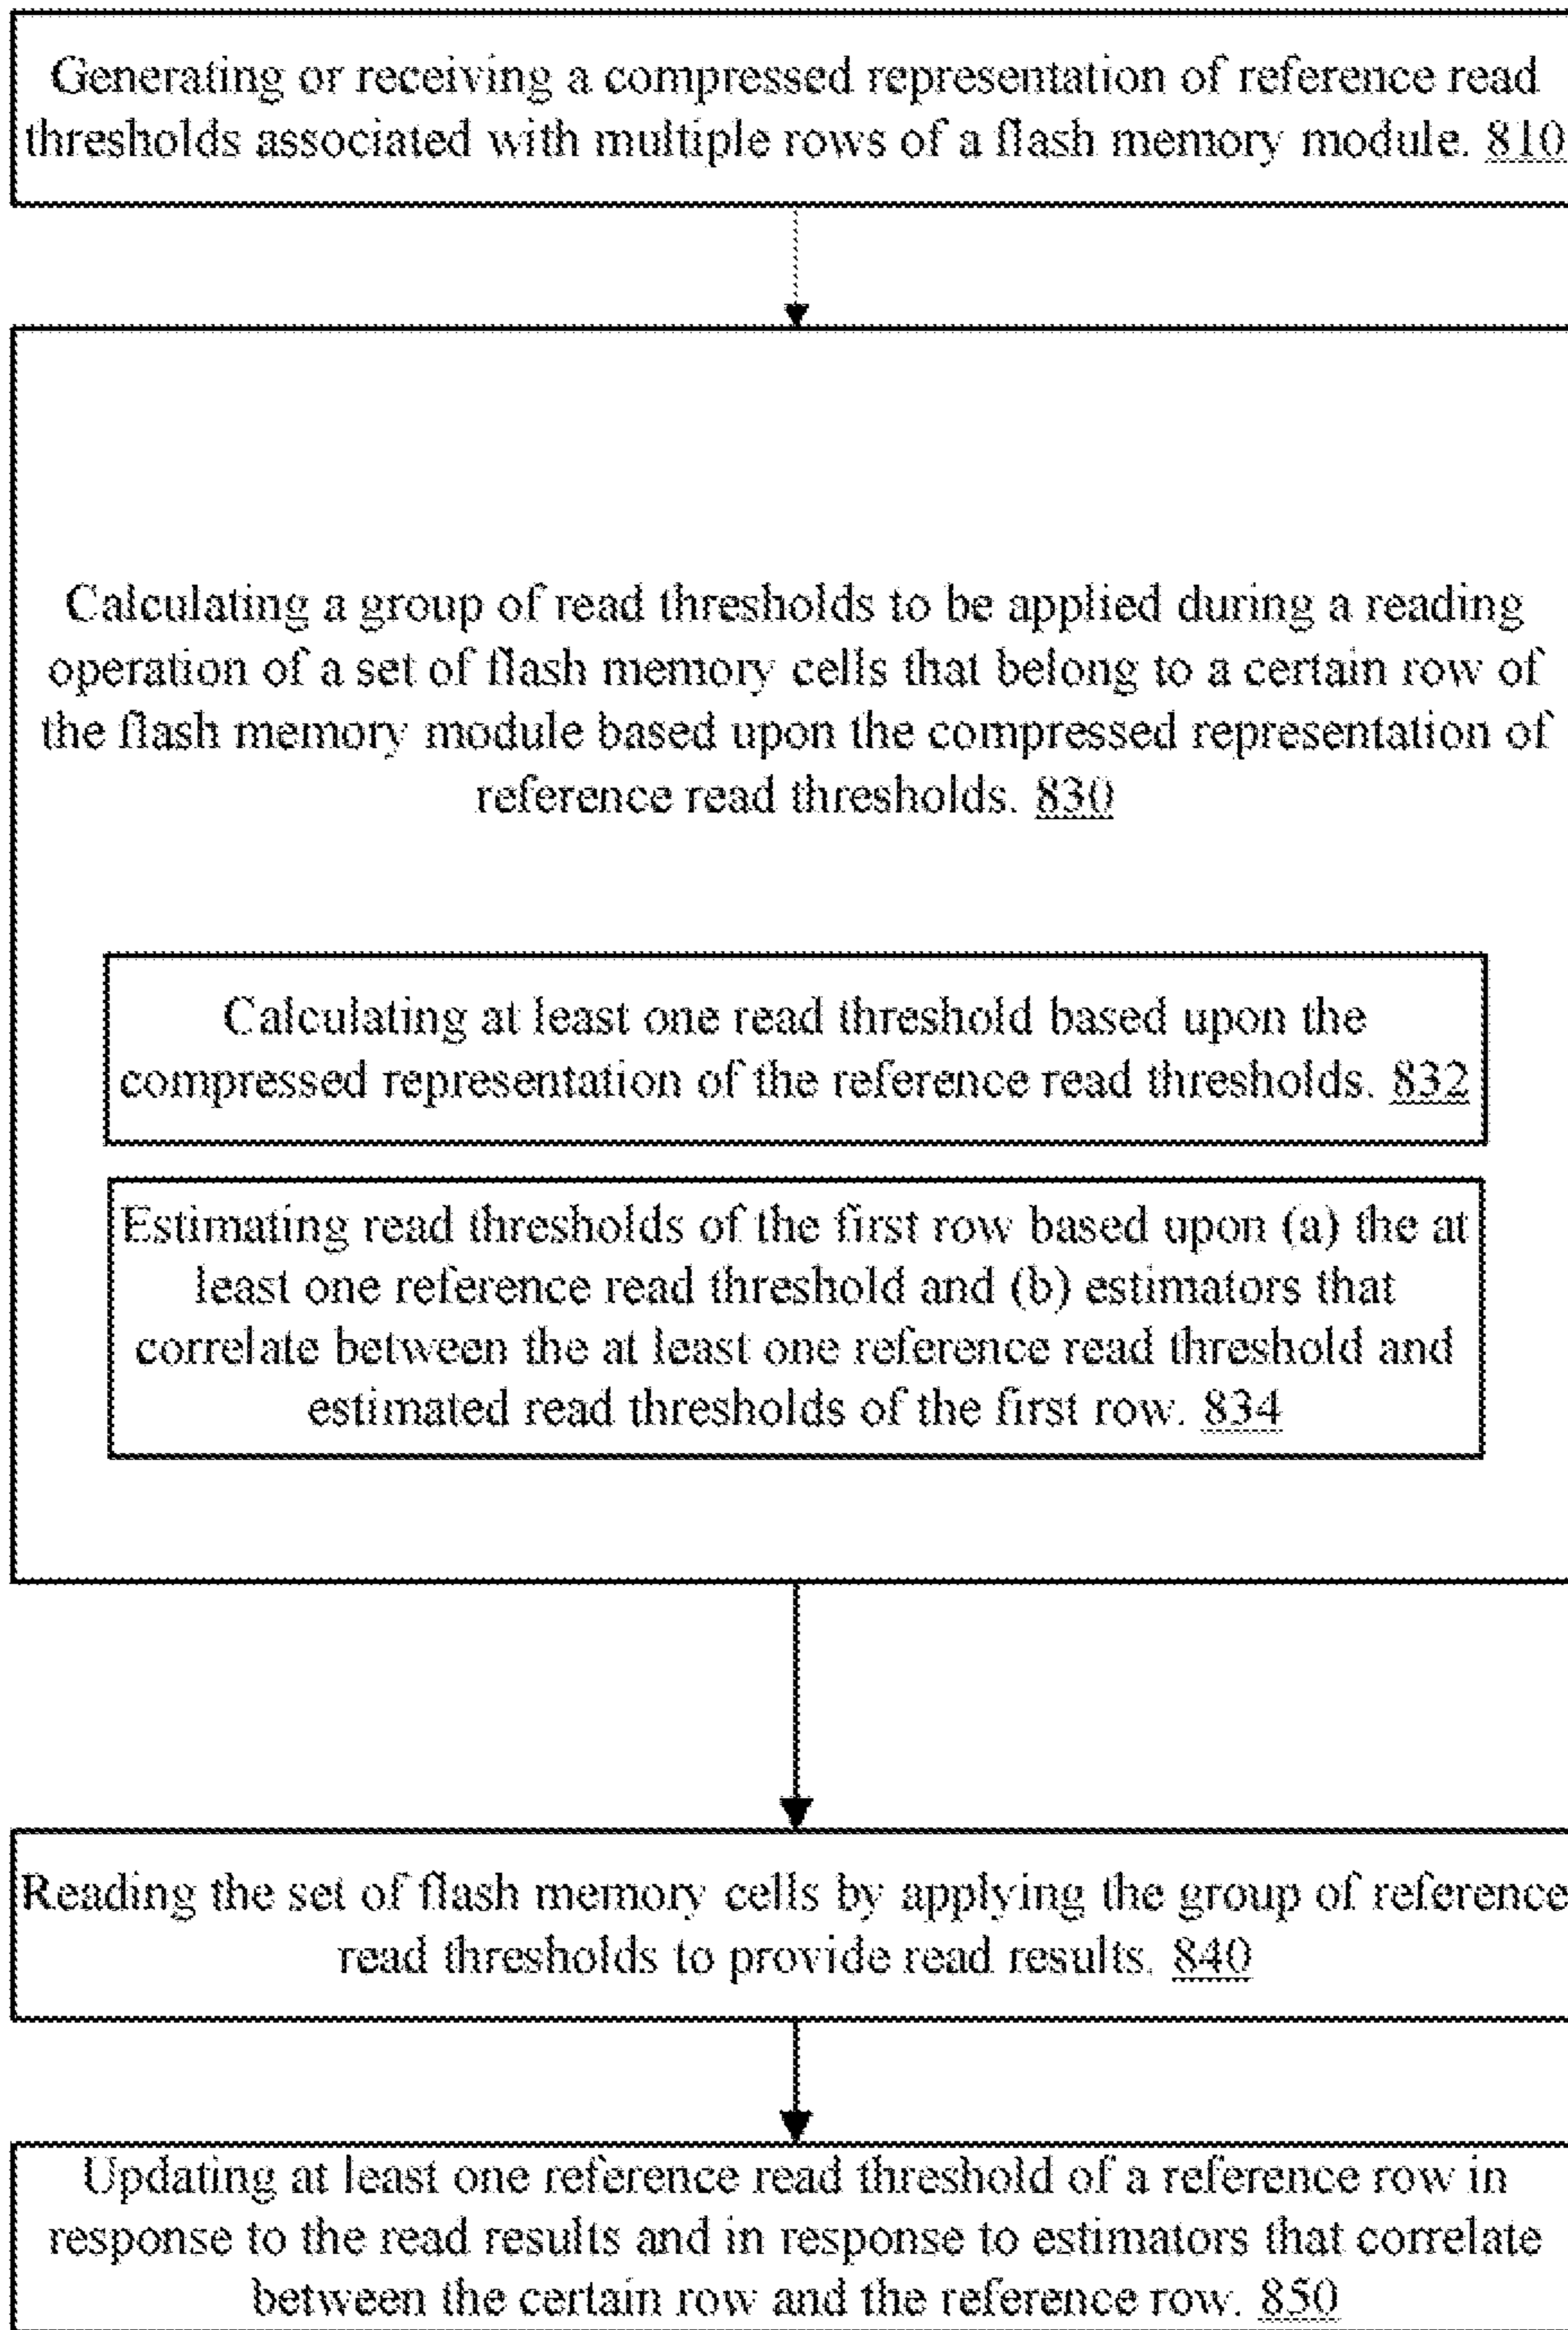 Generating or receiving a compressed representation of reference read
thresholds associated with multiple rows of a flash memory module. 810
Calculating a group of read thresholds to be applied during a reading
operation of a set of flash memory cells that belong to a certain row of
the flash memory module based upon the compressed representation of
reference read thresholds. 830
Calculating at least one read threshold based upon the
compressed representation of the reference read thresholds. 832
Estimating read thresholds of the first row based upon (a) the at
least one reference read threshold and (b) estimators that
correlate between the at least one reference read threshold and
estimated read thresholds of the first row. 834
Reading the set of flash memory cells by applying the group of reference
read thresholds to provide read results. 840
Updating at least one reference read threshold of a reference row in
response to the read results and in response to estimators that correlate
between the certain row and the reference row. 850